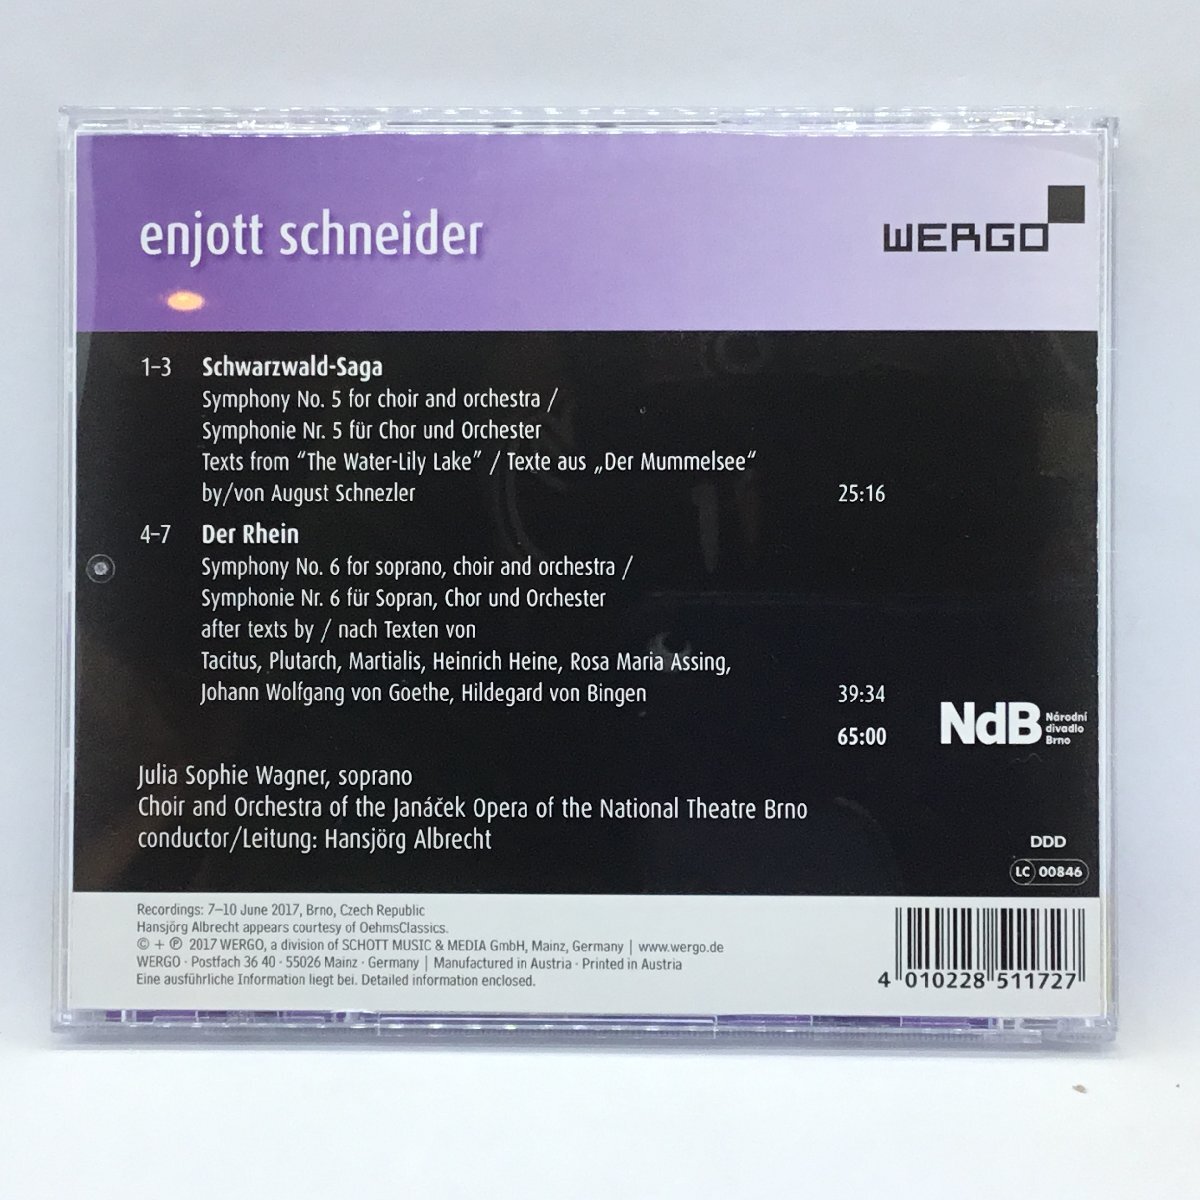 enjott schneider
WERGO
1–3 Schwarzwald-Saga
Symphony No. 5 for choir and orchestra /
Symphonie Nr. 5 für Chor und Orchester
Texts from “The Water-Lily Lake” / Texte aus „Der Mummelsee“
by/von August Schnezler 25:16
4–7 Der Rhein
Symphony No. 6 for soprano, choir and orchestra /
Symphonie Nr. 6 für Sopran, Chor und Orchester
after texts by / nach Texten von
Tacitus, Plutarch, Martialis, Heinrich Heine, Rosa Maria Assing,
Johann Wolfgang von Goethe, Hildegard von Bingen 39:34
65:00
NdB Národní
divadlo
Brno
Julia Sophie Wagner, soprano
Choir and Orchestra of the Janáček Opera of the National Theatre Brno
conductor/Leitung: Hansjörg Albrecht
DDD
LC 00846
Recordings: 7–10 June 2017, Brno, Czech Republic
Hansjörg Albrecht appears courtesy of OehmsClassics.
© + ℗ 2017 WERGO, a division of SCHOTT MUSIC & MEDIA GmbH, Mainz, Germany | www.wergo.de
WERGO · Postfach 36 40 · 55026 Mainz · Germany | Manufactured in Austria · Printed in Austria
Eine ausführliche Information liegt bei. Detailed information enclosed.
4 010228 511727